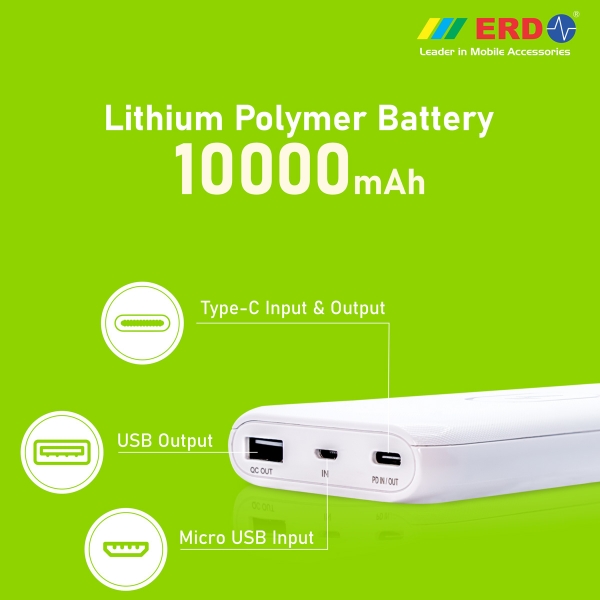 ERD ®
Leader in Mobile Accessories
Lithium Polymer Battery
10000mAh
Type-C Input & Output
USB Output
QC OUT
IN
PD IN/OUT
Micro USB Input